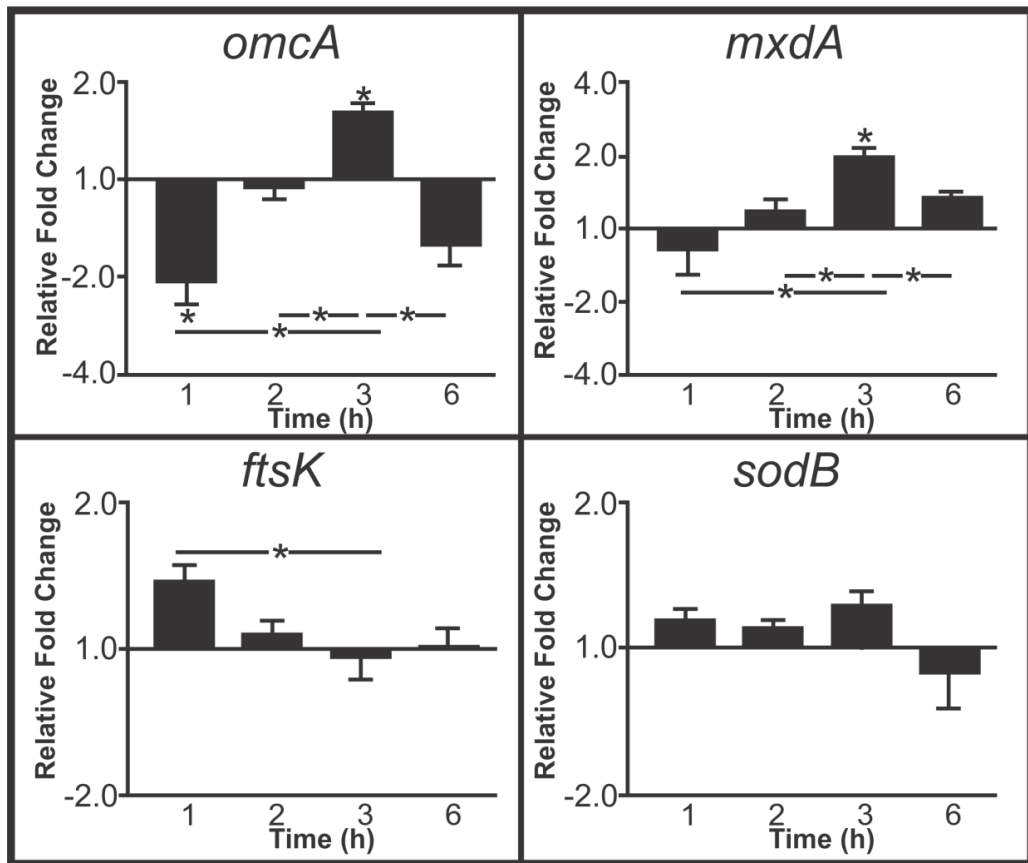 omcA
Relative Fold Change
2.0
1.0
-2.0
-4.0
*
*
* *
*
1 2 3 6
Time (h)
mxdA
Relative Fold Change
4.0
2.0
1.0
-2.0
-4.0
*
* *
*
1 2 3 6
Time (h)
ftsK
Relative Fold Change
2.0
1.0
-2.0
*
1 2 3 6
Time (h)
sodB
Relative Fold Change
2.0
1.0
-2.0
1 2 3 6
Time (h)